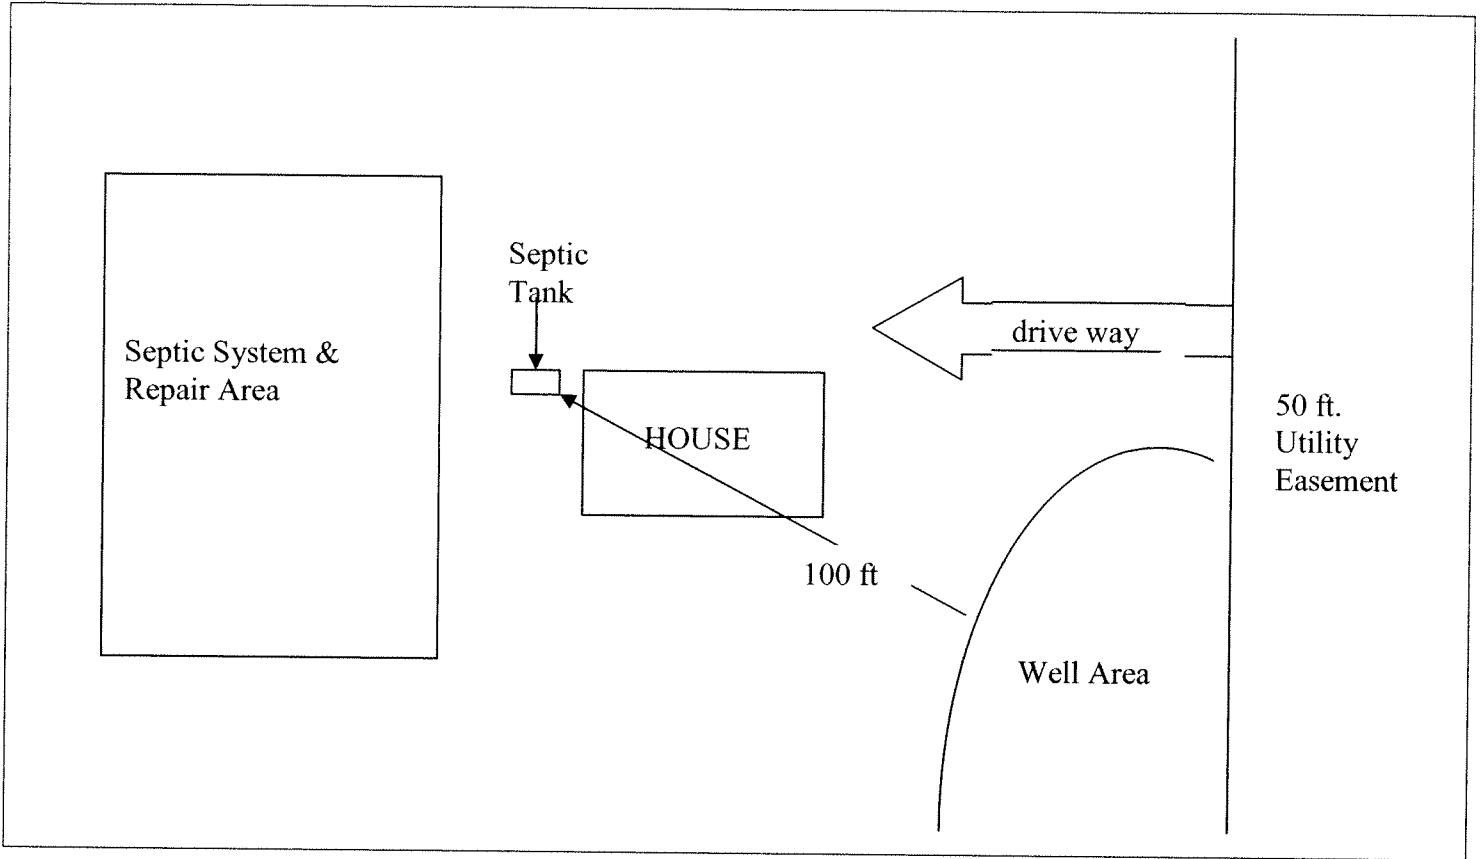 Septic
Tank
Septic System &
Repair Area
HOUSE
drive way
50 ft.
Utility
Easement
100 ft
Well Area